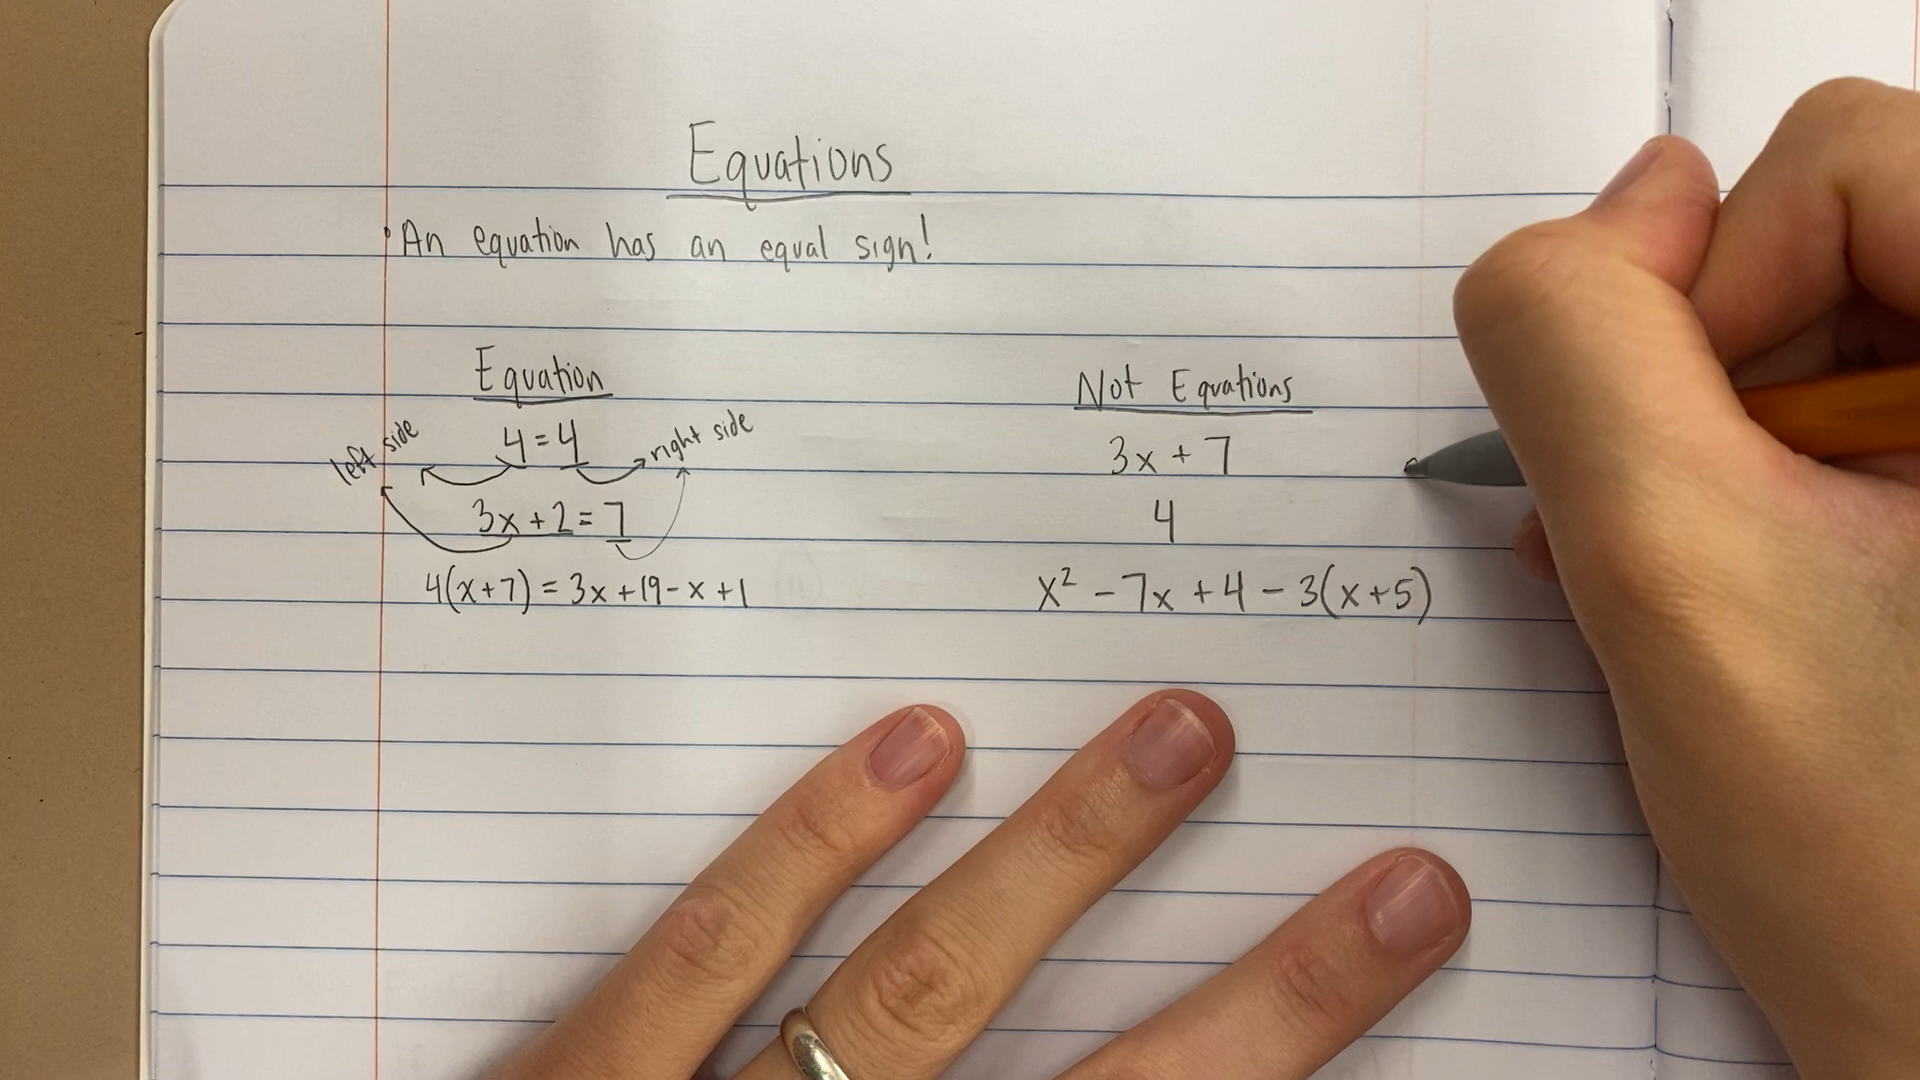 Equations
• An equation has an equal sign!
Equation
left side
4 = 4
right side
3x + 2 = 7
4(x+7) = 3x + 19 - x + 1
Not Equations
3x + 7
4
x² - 7x + 4 - 3(x+5)